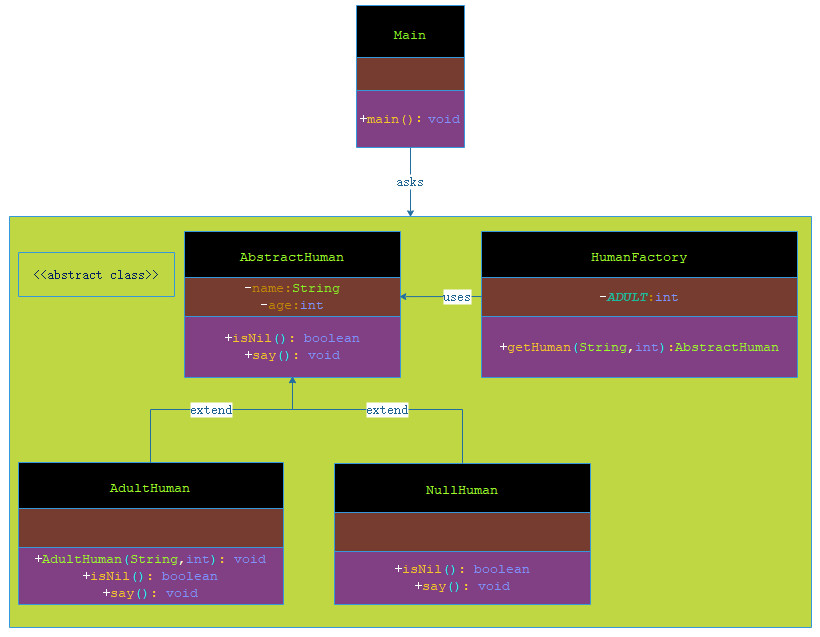 Main
+main(): void
asks
<<abstract class>>
AbstractHuman
-name:String
-age:int
+isNil(): boolean
+say(): void
uses
HumanFactory
-ADULT:int
+getHuman(String,int):AbstractHuman
extend
extend
AdultHuman
+AdultHuman(String,int): void
+isNil(): boolean
+say(): void
NullHuman
+isNil(): boolean
+say(): void